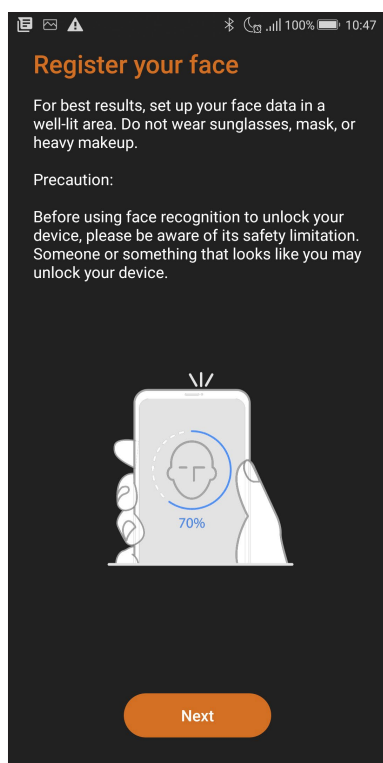 100% 10:47
Register your face
For best results, set up your face data in a
well-lit area. Do not wear sunglasses, mask, or
heavy makeup.
Precaution:
Before using face recognition to unlock your
device, please be aware of its safety limitation.
Someone or something that looks like you may
unlock your device.
70%
Next